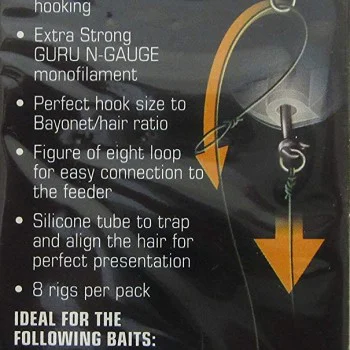 hooking
• Extra Strong
GURU N-GAUGE
monofilament
• Perfect hook size to
Bayonet/hair ratio
• Figure of eight loop
for easy connection to
the feeder
• Silicone tube to trap
and align the hair for
perfect presentation
• 8 rigs per pack
IDEAL FOR THE
FOLLOWING BAITS: